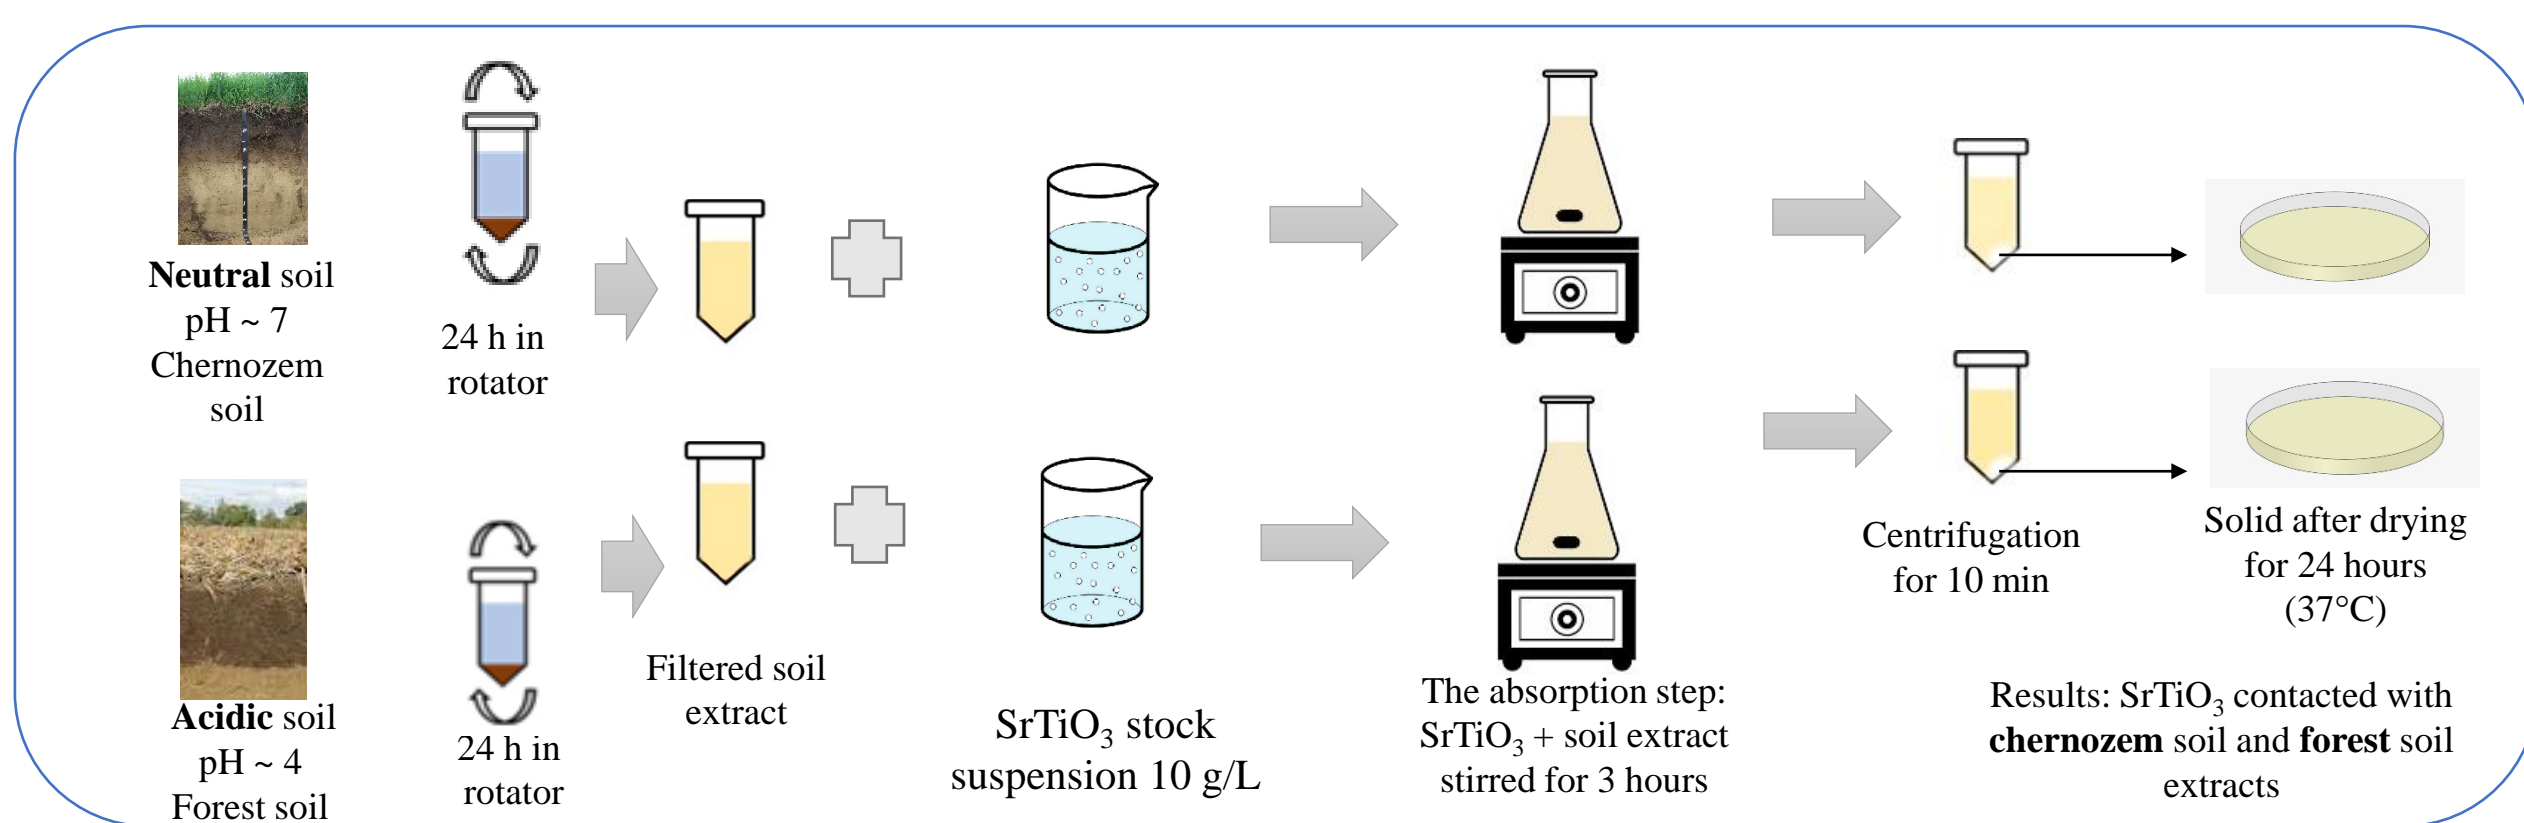 Neutral soil
pH ~ 7
Chernozem
soil
24 h in
rotator
Acidic soil
pH ~ 4
Forest soil
24 h in
rotator
Filtered soil
extract
SrTiO₃ stock
suspension 10 g/L
The absorption step:
SrTiO₃ + soil extract
stirred for 3 hours
Centrifugation
for 10 min
Solid after drying
for 24 hours
(37°C)
Results: SrTiO₃ contacted with
chernozem soil and forest soil
extracts